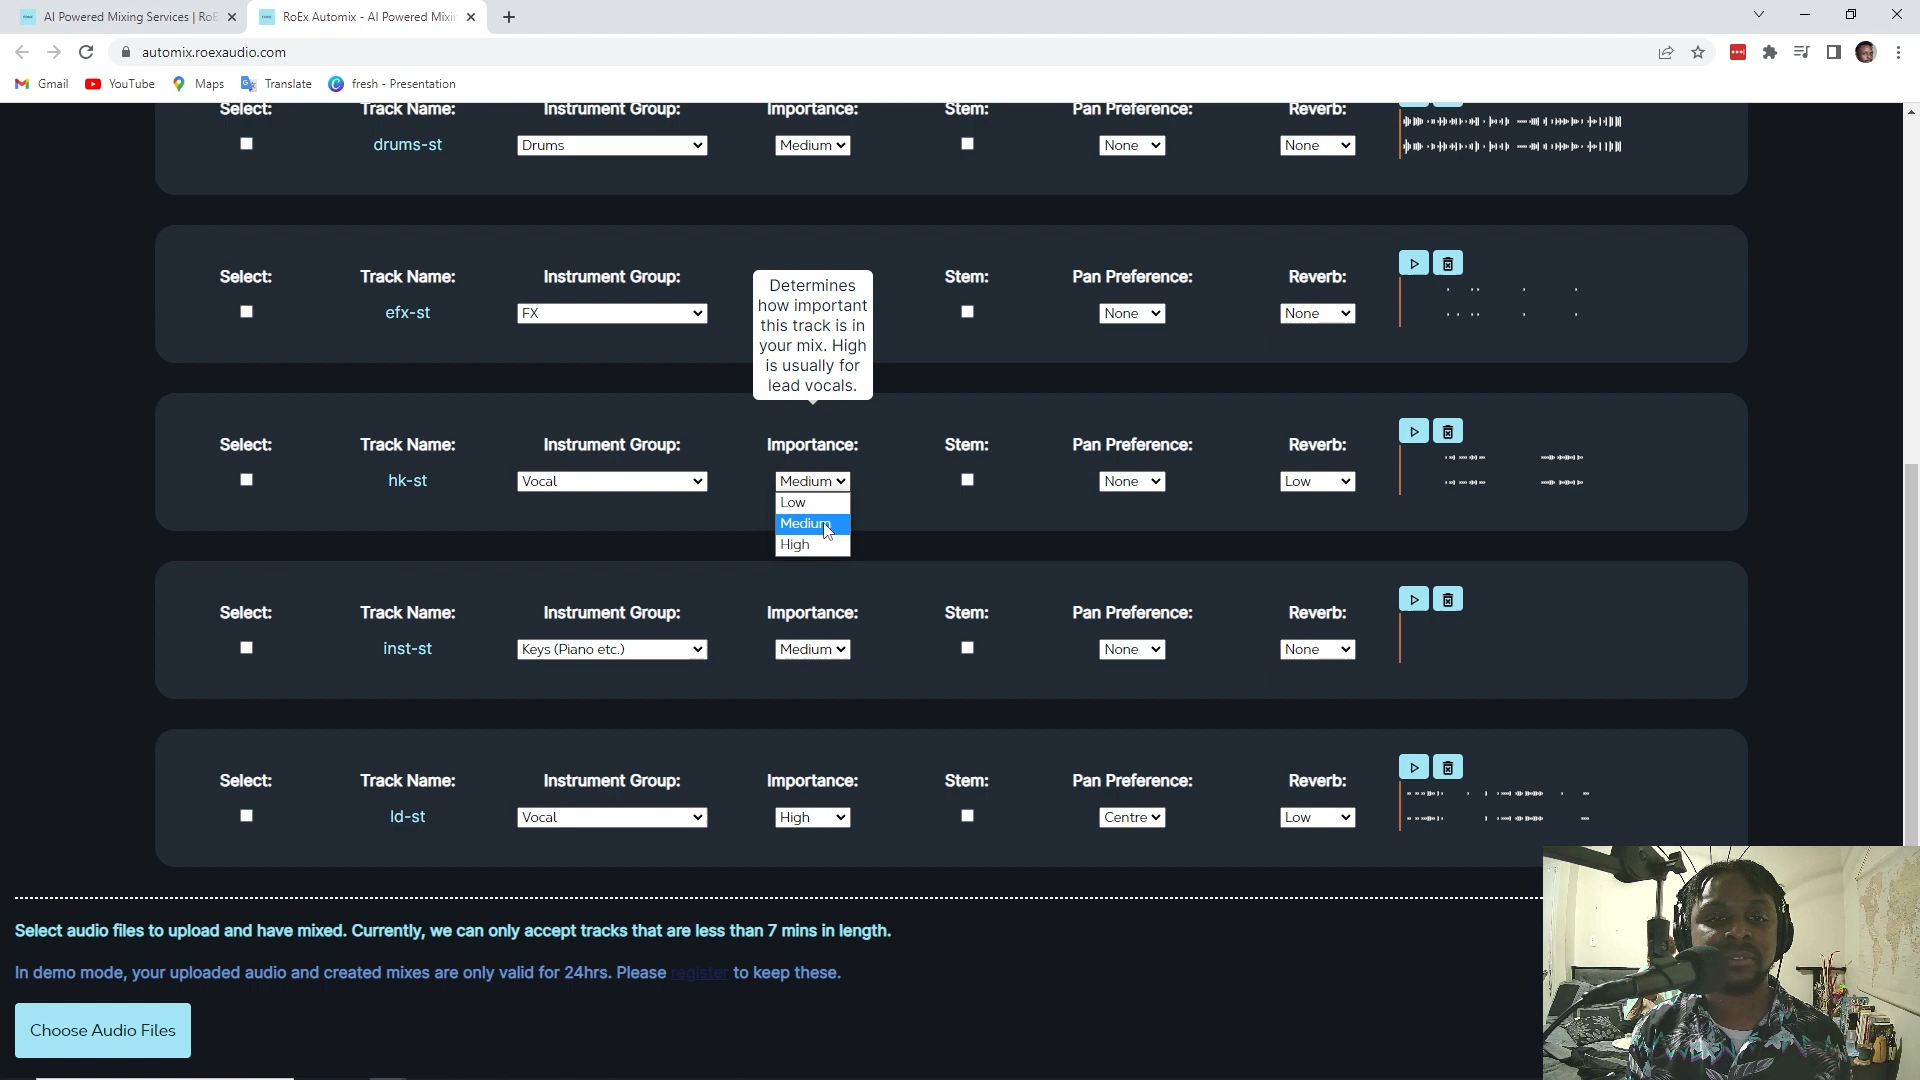 AI Powered Mixing Services | RoE
RoEx Automix - AI Powered Mixin
automix.roexaudio.com
Gmail
YouTube
Maps
Translate
fresh - Presentation
Select: Track Name: Instrument Group: Importance: Stem: Pan Preference: Reverb:
drums-st Drums Medium None None
Select: Track Name: Instrument Group: Stem: Pan Preference: Reverb:
efx-st FX None None
Determines
how important
this track is in
your mix. High
is usually for
lead vocals.
Select: Track Name: Instrument Group: Importance: Stem: Pan Preference: Reverb:
hk-st Vocal Medium None Low
Low
Medium
High
Select: Track Name: Instrument Group: Importance: Stem: Pan Preference: Reverb:
inst-st Keys (Piano etc.) Medium None None
Select: Track Name: Instrument Group: Importance: Stem: Pan Preference: Reverb:
ld-st Vocal High Centre Low
Select audio files to upload and have mixed. Currently, we can only accept tracks that are less than 7 mins in length.
In demo mode, your uploaded audio and created mixes are only valid for 24hrs. Please register to keep these.
Choose Audio Files